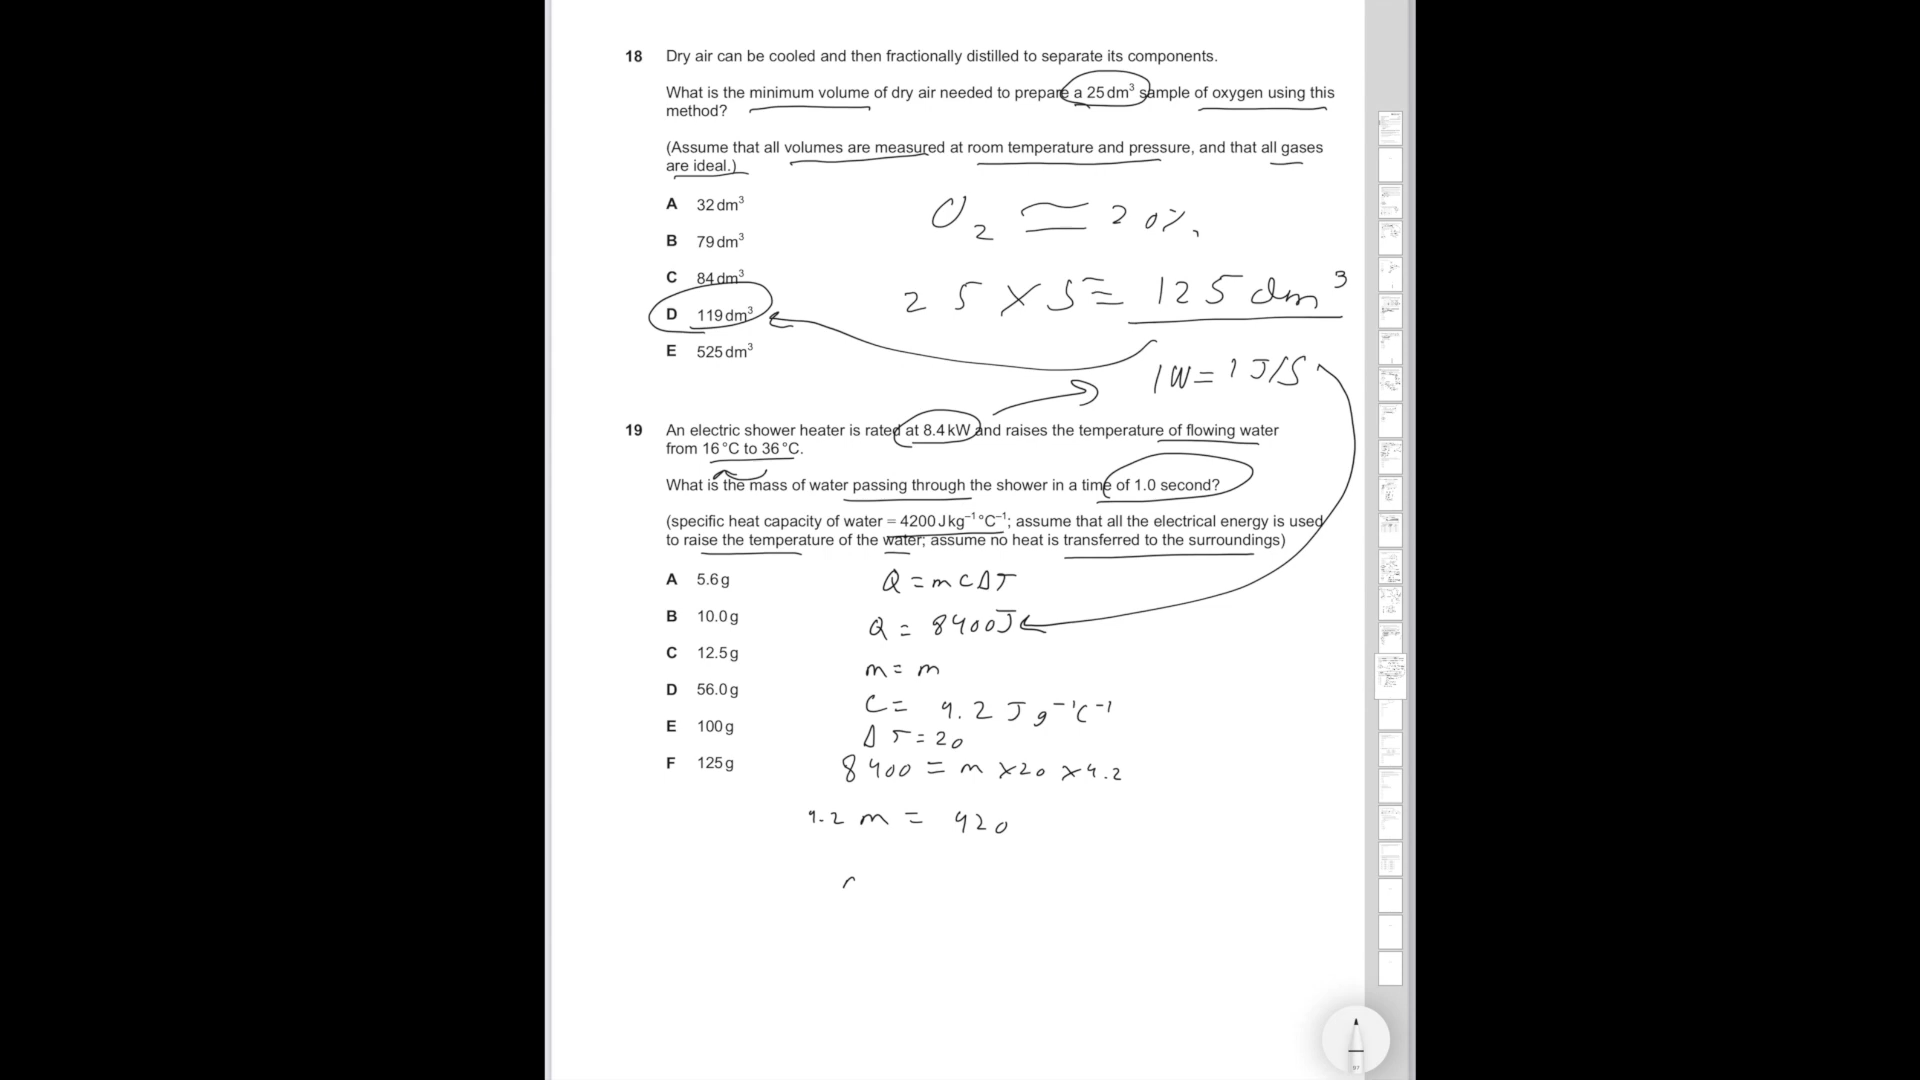 18 Dry air can be cooled and then fractionally distilled to separate its components.
What is the minimum volume of dry air needed to prepare a 25 dm³ sample of oxygen using this
method?
(Assume that all volumes are measured at room temperature and pressure, and that all gases
are ideal.)
A 32 dm³
B 79 dm³
C 84 dm³
D 119 dm³
E 525 dm³
O₂ ≃ 20%.
25 × 5 = 125 dm³
1W = 1 J/S
19 An electric shower heater is rated at 8.4 kW and raises the temperature of flowing water
from 16 °C to 36 °C.
What is the mass of water passing through the shower in a time of 1.0 second?
(specific heat capacity of water = 4200 J kg⁻¹ °C⁻¹; assume that all the electrical energy is used
to raise the temperature of the water; assume no heat is transferred to the surroundings)
A 5.6 g
B 10.0 g
C 12.5 g
D 56.0 g
E 100 g
F 125 g
Q = m c Δ T
Q = 8400 J
m = m
C = 4.2 J g⁻¹ C⁻¹
Δ T = 20
8400 = m × 20 × 4.2
4.2 m = 420